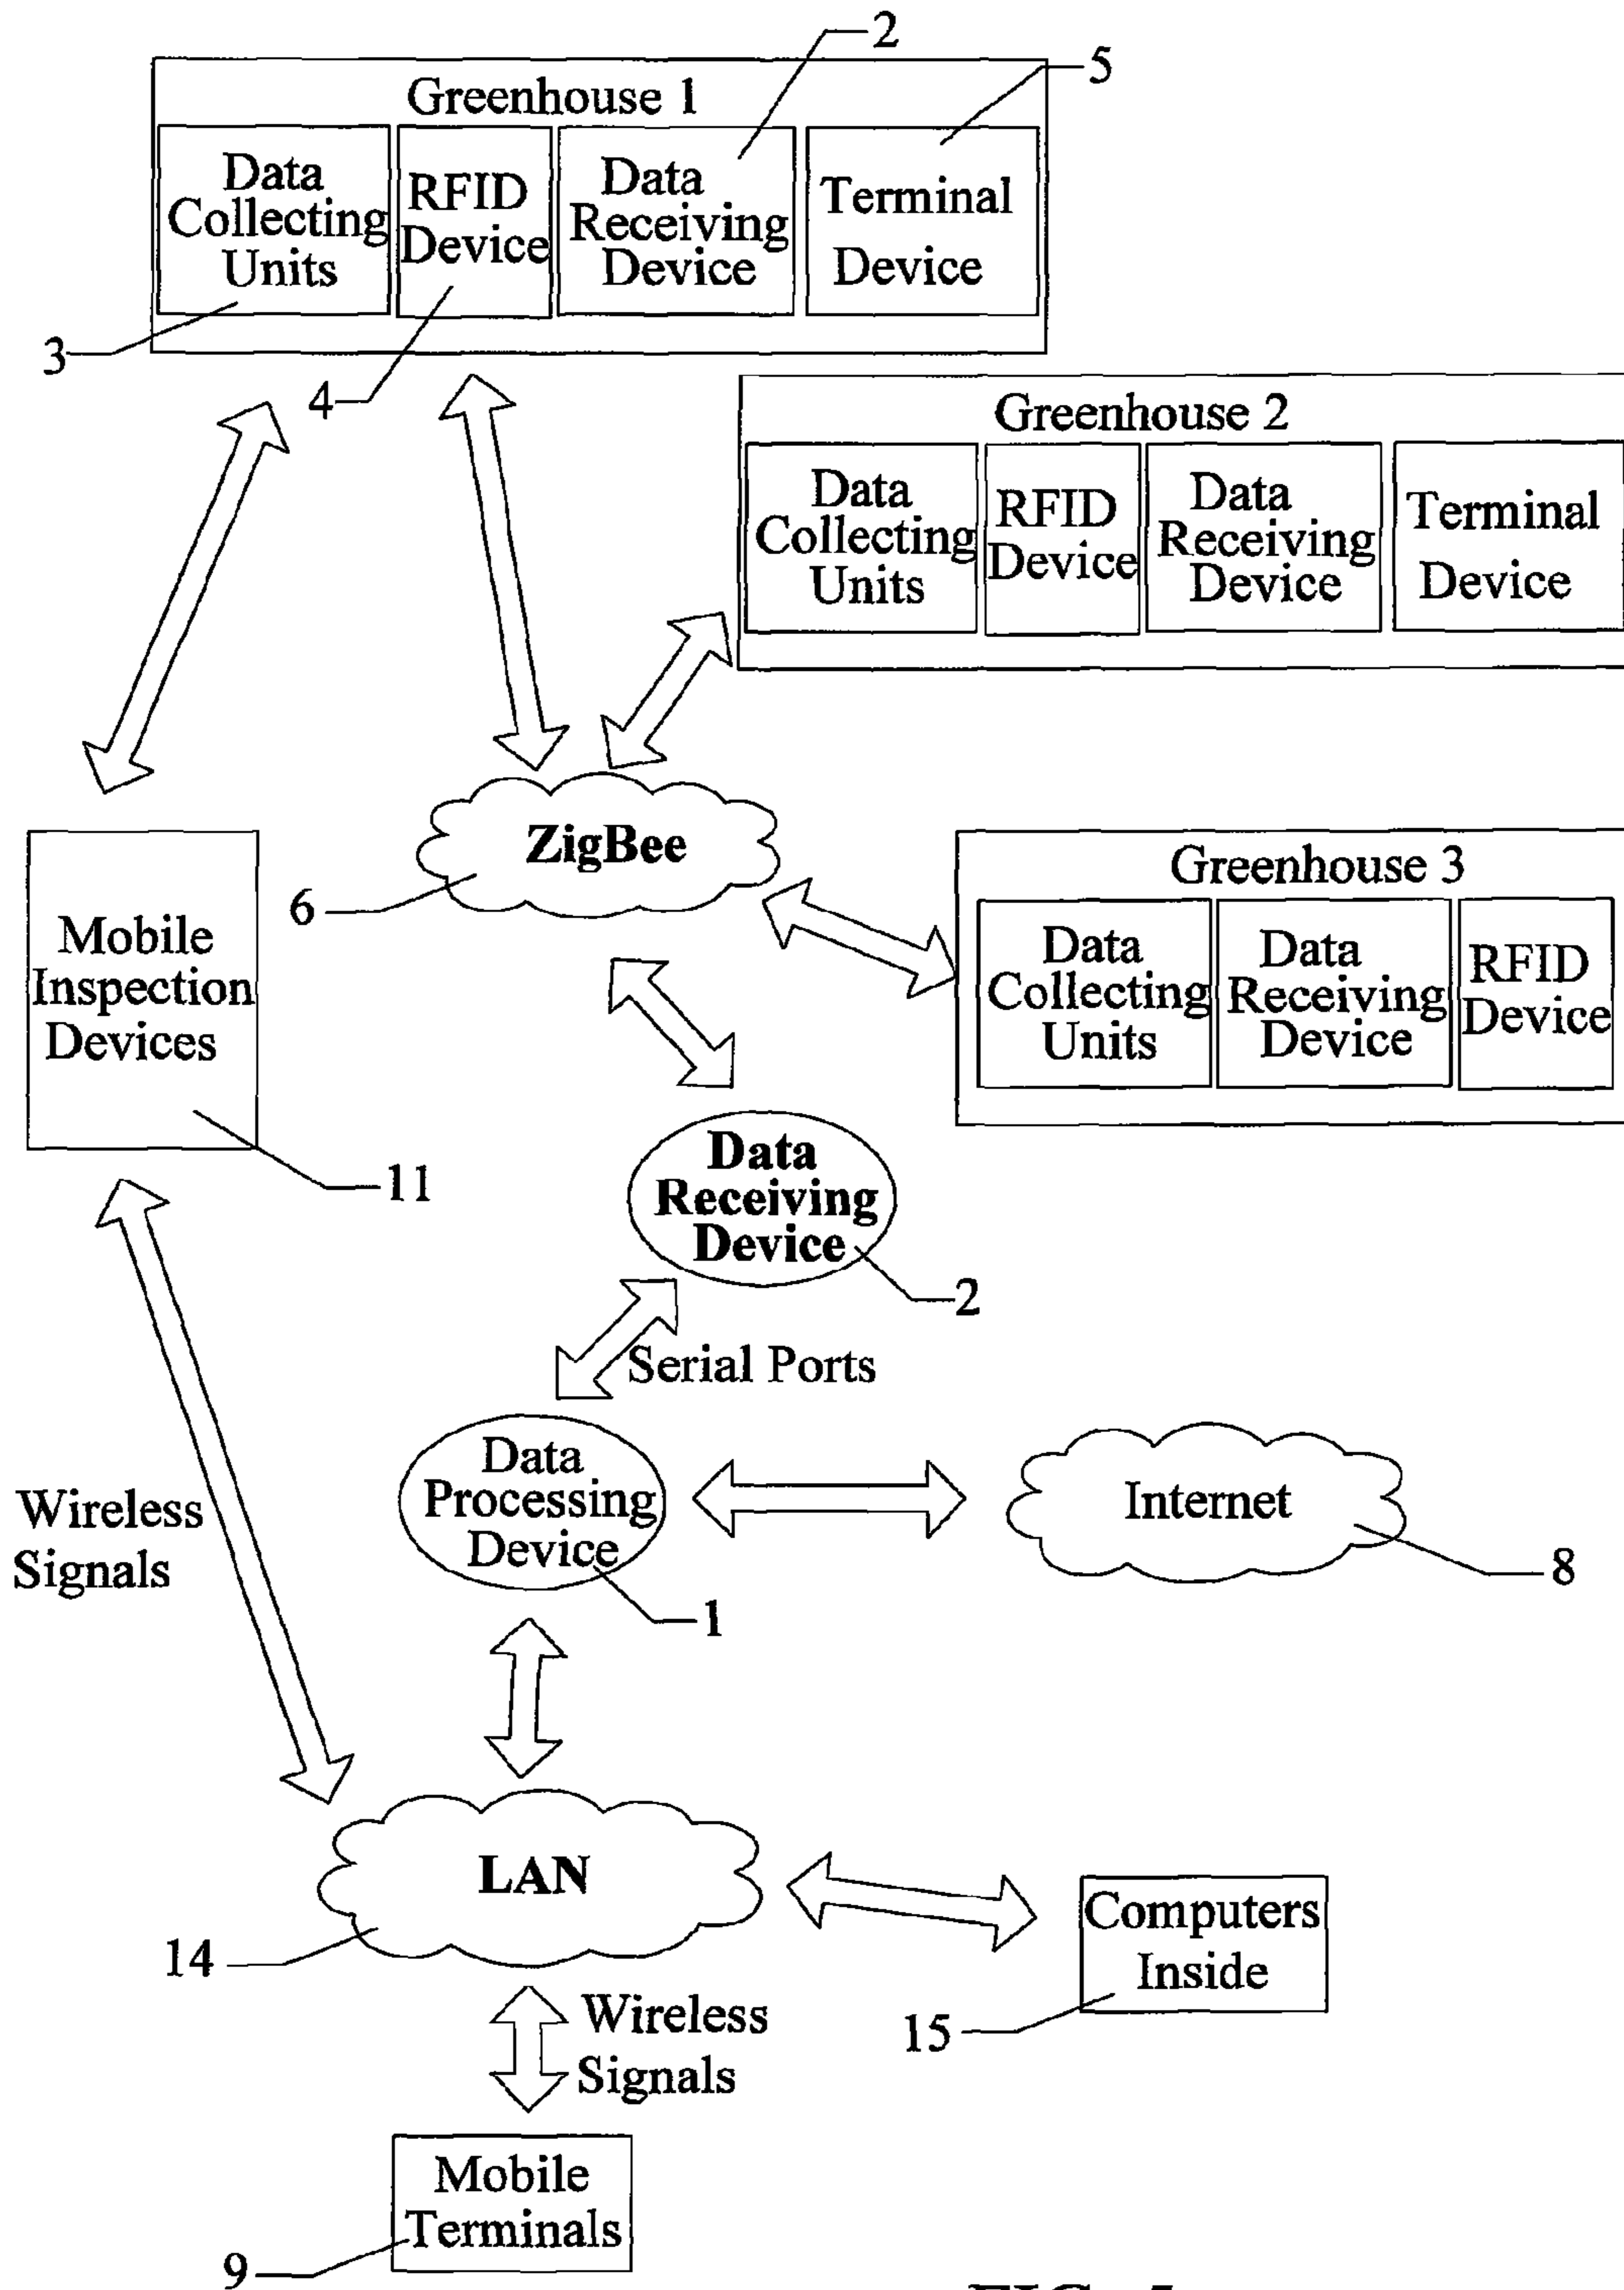 2
5
Greenhouse 1
Data
Collecting
Units
RFID
Device
Data
Receiving
Device
Terminal
Device
3
4
Greenhouse 2
Data
Collecting
Units
RFID
Device
Data
Receiving
Device
Terminal
Device
ZigBee
6
Greenhouse 3
Data
Collecting
Units
Data
Receiving
Device
RFID
Device
Mobile
Inspection
Devices
11
Data
Receiving
Device
2
Serial Ports
Data
Processing
Device
1
Internet
8
Wireless
Signals
LAN
14
Computers
Inside
15
Wireless
Signals
Mobile
Terminals
9